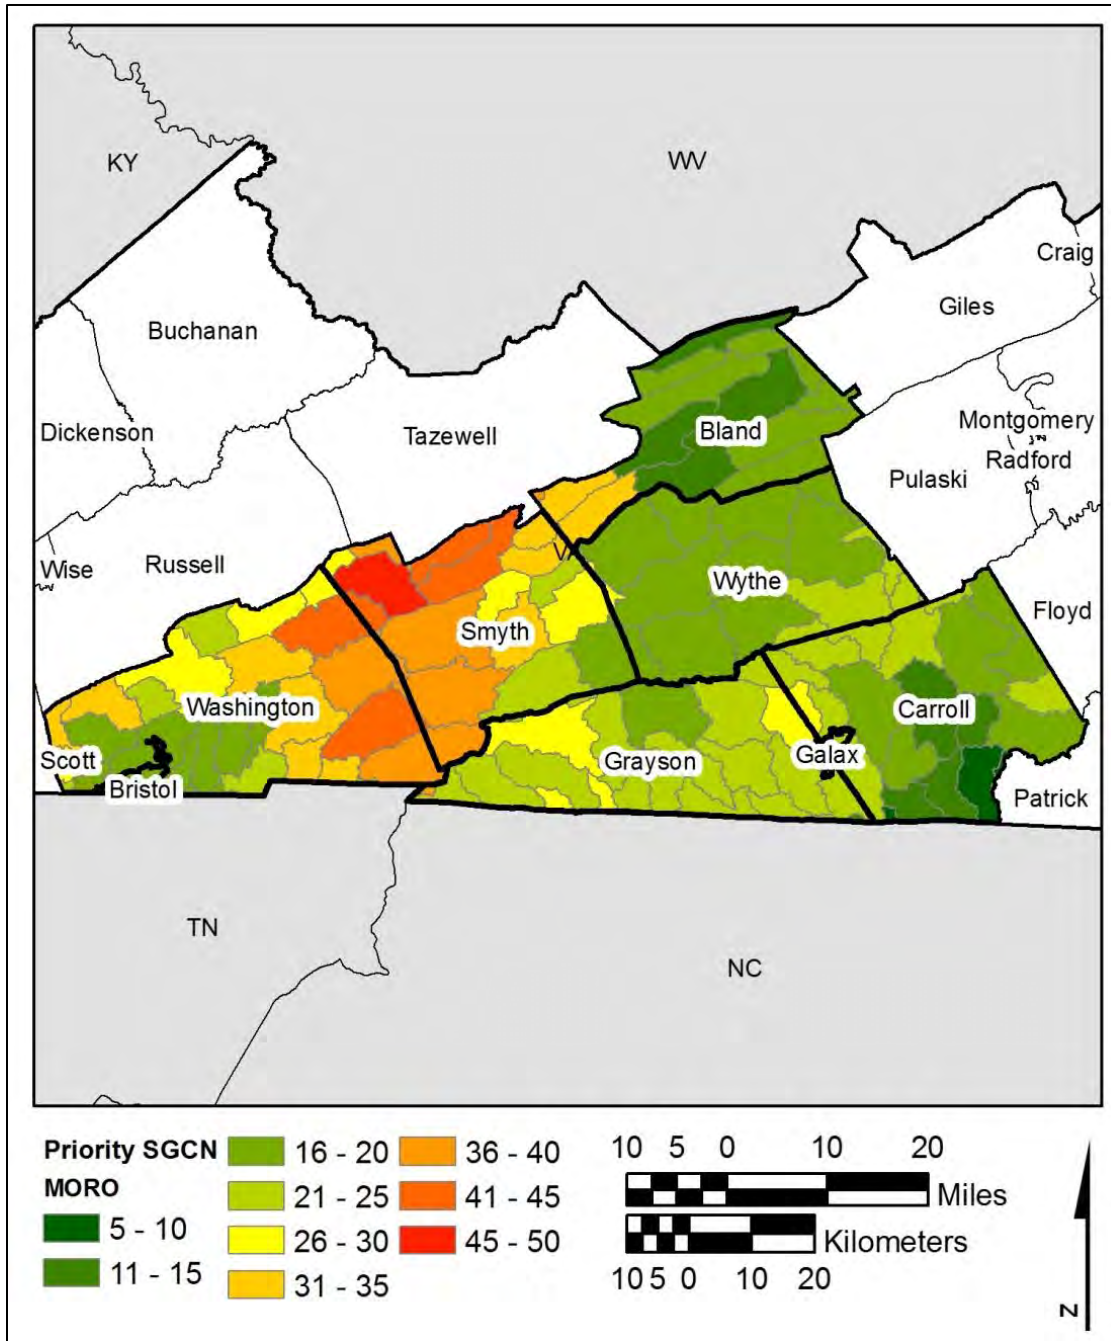 KY
WV
Craig
Giles
Buchanan
Dickenson
Tazewell
Montgomery
Bland
Radford
Pulaski
Wise
Russell
V
Wythe
Floyd
Smyth
Washington
Carroll
Scott
Grayson
Galax
Bristol
Patrick
TN
NC
Priority SGCN
MORO
5 - 10
11 - 15
16 - 20
21 - 25
26 - 30
31 - 35
36 - 40
41 - 45
45 - 50
10 5 0 10 20
Miles
Kilometers
10 5 0 10 20
N